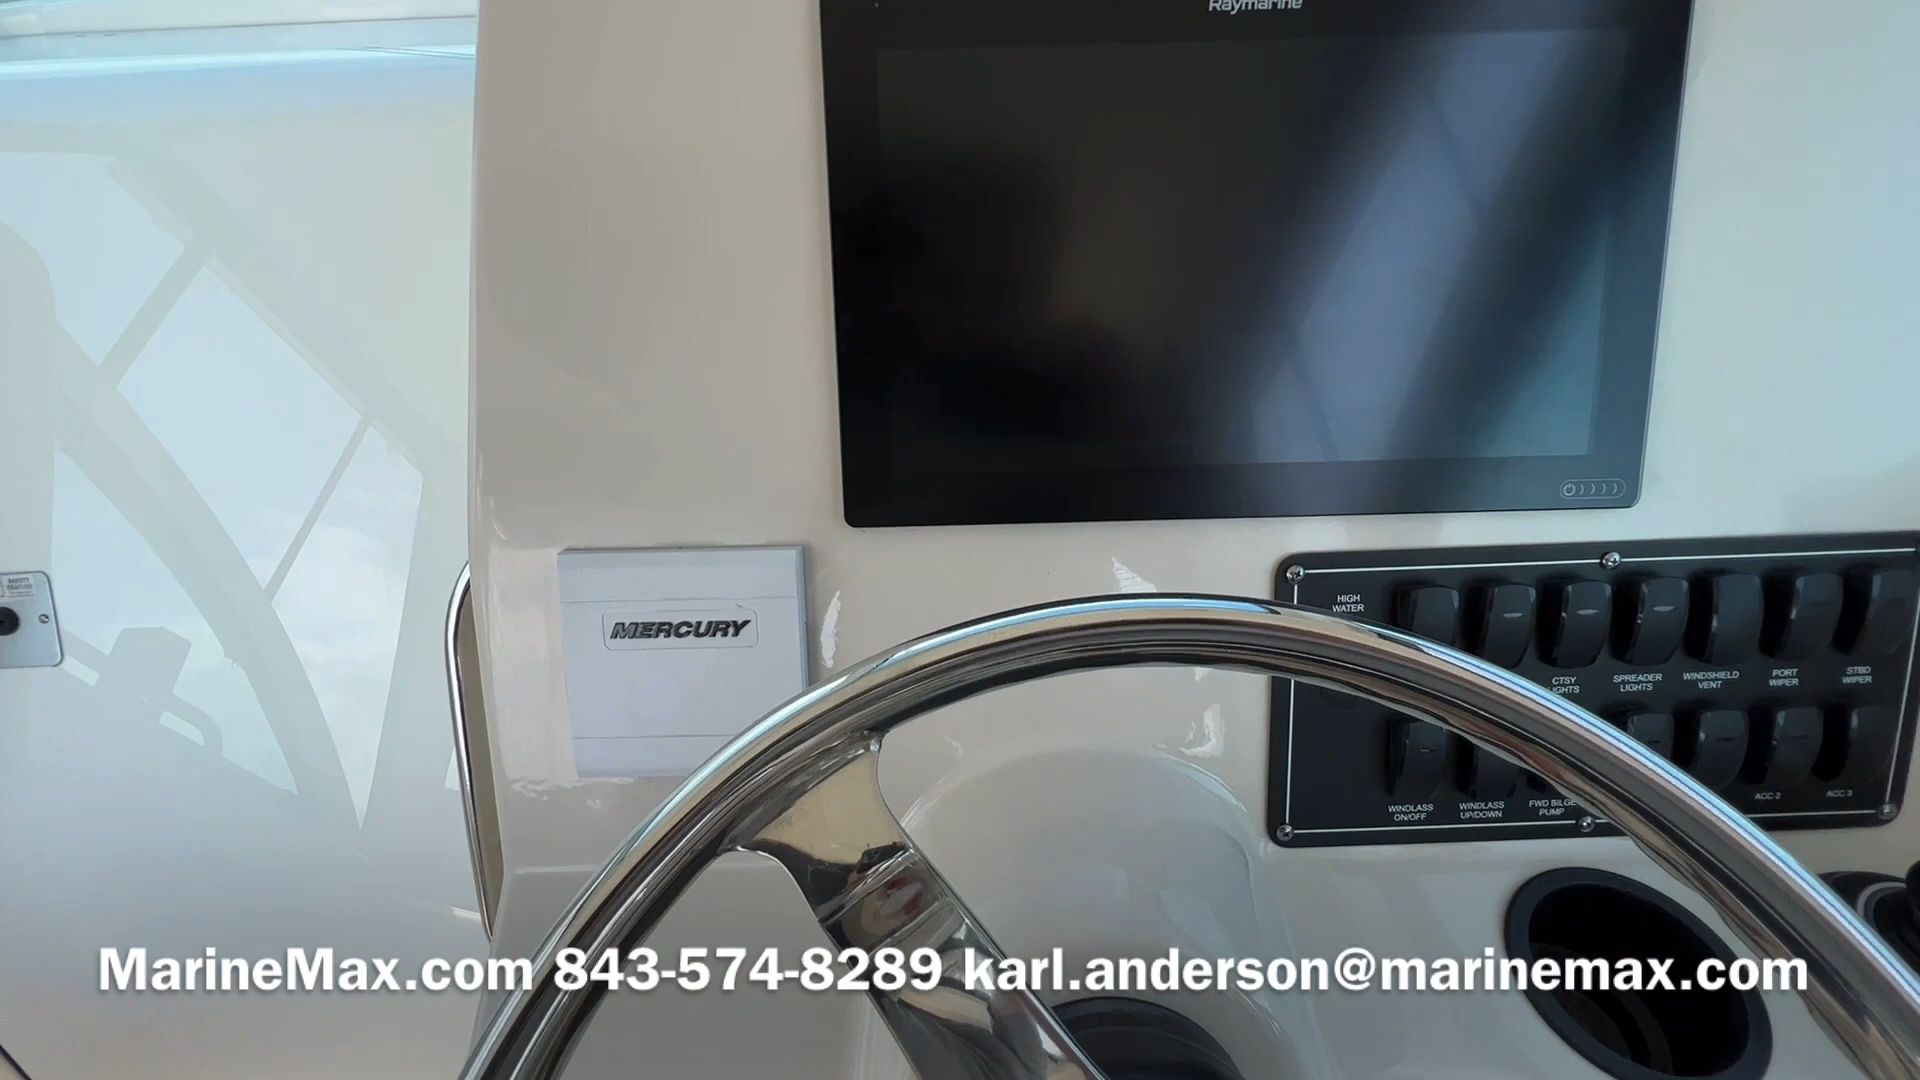 Raymarine
SAFETY
MERCURY
HIGH
WATER
CTSY
LIGHTS
SPREADER
LIGHTS
WINDSHIELD
VENT
PORT
WIPER
STBD
WIPER
WINDLASS
ON/OFF
WINDLASS
UP/DOWN
FWD BILGE
PUMP
ACC 2
ACC 3
MarineMax.com 843-574-8289 karl.anderson@marinemax.com